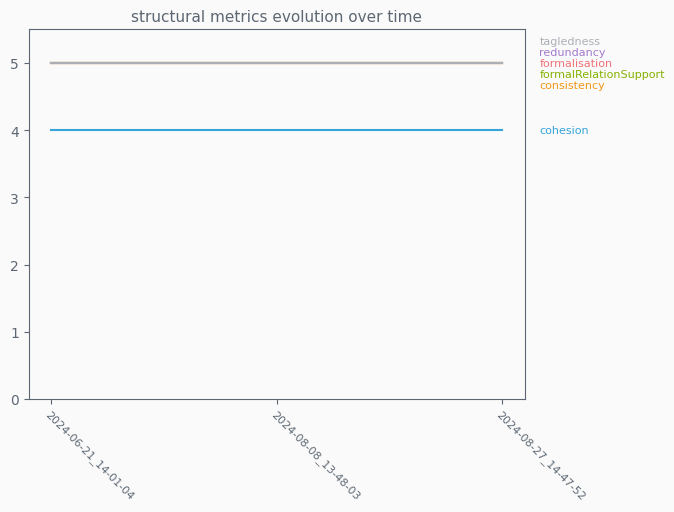 structural metrics evolution over time
tagledness
redundancy
formalisation
formalRelationSupport
consistency
cohesion
5
4
3
2
1
0
2024-06-21_14-01-04
2024-08-08_13-48-03
2024-08-27_14-47-52